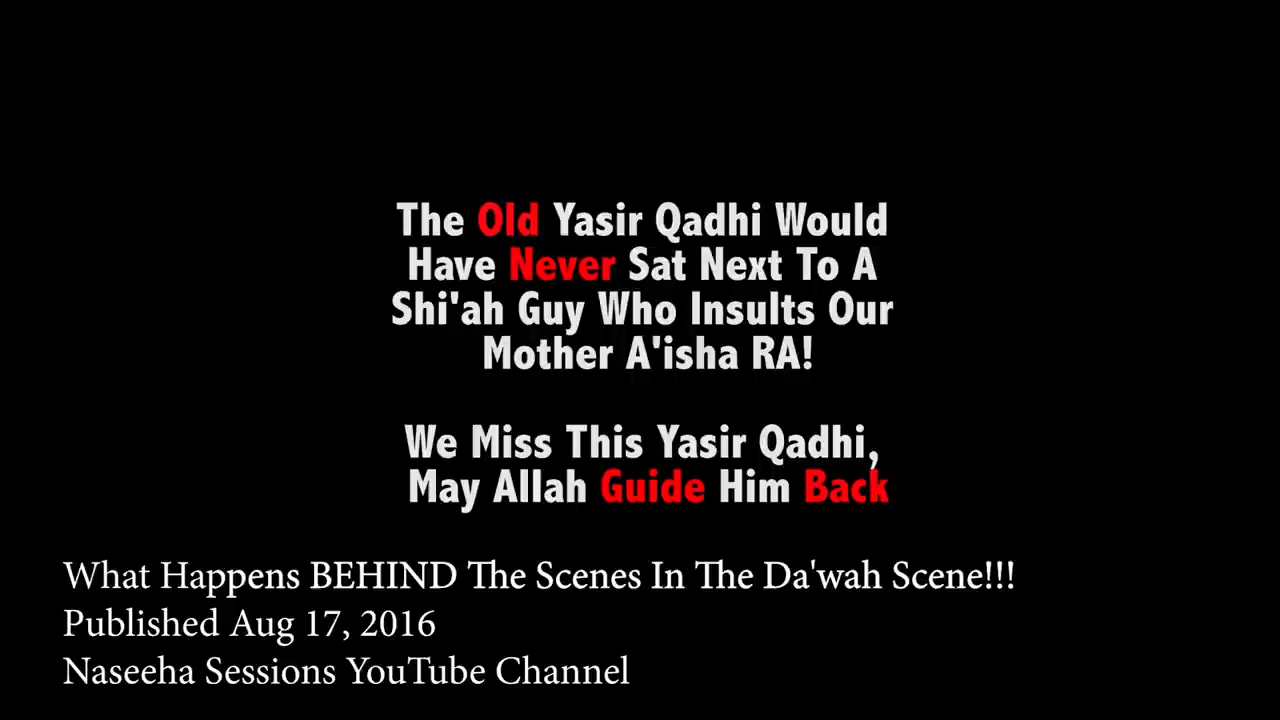 The Old Yasir Qadhi Would
Have Never Sat Next To A
Shi'ah Guy Who Insults Our
Mother A'isha RA!
We Miss This Yasir Qadhi,
May Allah Guide Him Back
What Happens BEHIND The Scenes In The Da'wah Scene!!!
Published Aug 17, 2016
Naseeha Sessions YouTube Channel